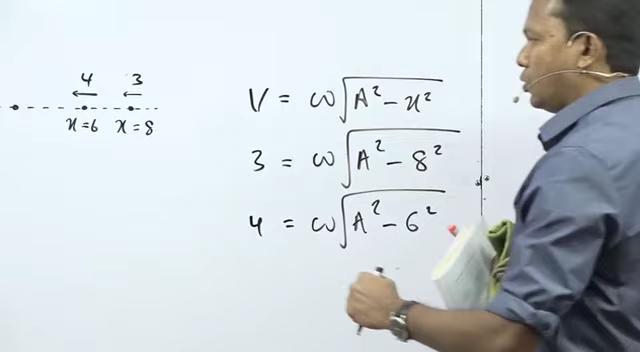 4 3
x=6 x=8
V = ω√(A² − x²)
3 = ω√(A² − 8²)
4 = ω√(A² − 6²)